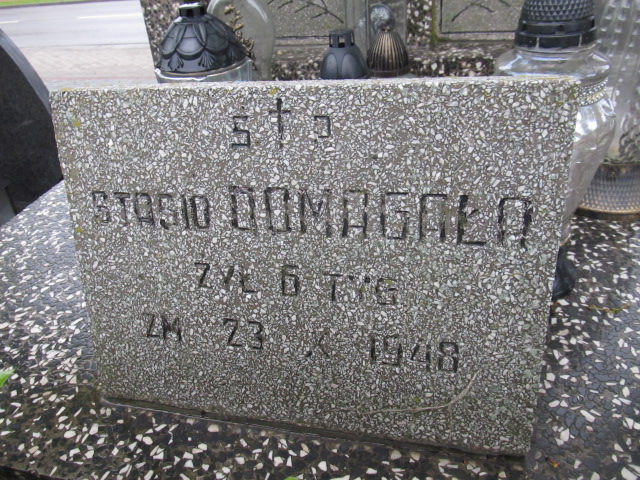 Ś † P
STASIO DOMAGAŁA
ŻYŁ 6 TYG
ZM 23 X 1948